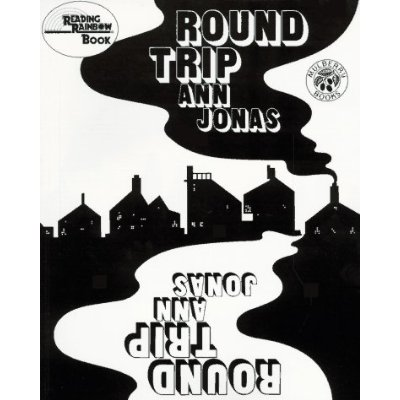 READING
RAINBOW
BOOK
ROUND
TRIP
ANN
JONAS
MULBERRY
BOOKS
ROUND
TRIP
ANN
JONAS